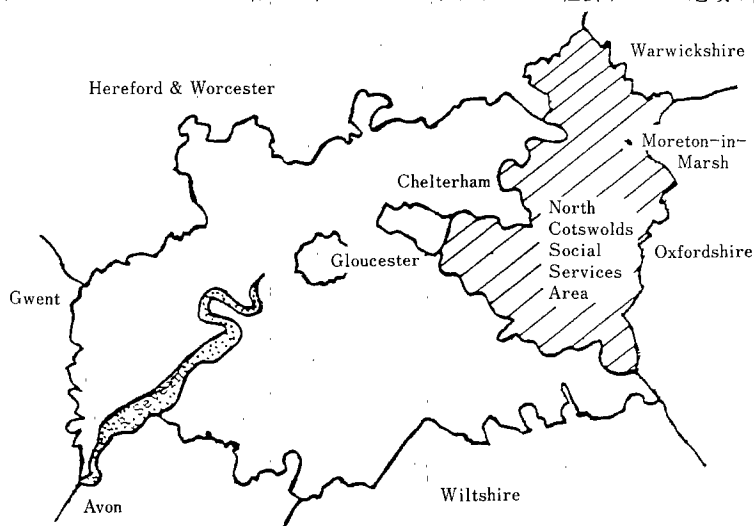 Warwickshire
Hereford & Worcester
Moreton-in-
Marsh
Chelterham
North
Cotswolds
Social
Services
Area
Gloucester
Oxfordshire
Gwent
Avon
Wiltshire